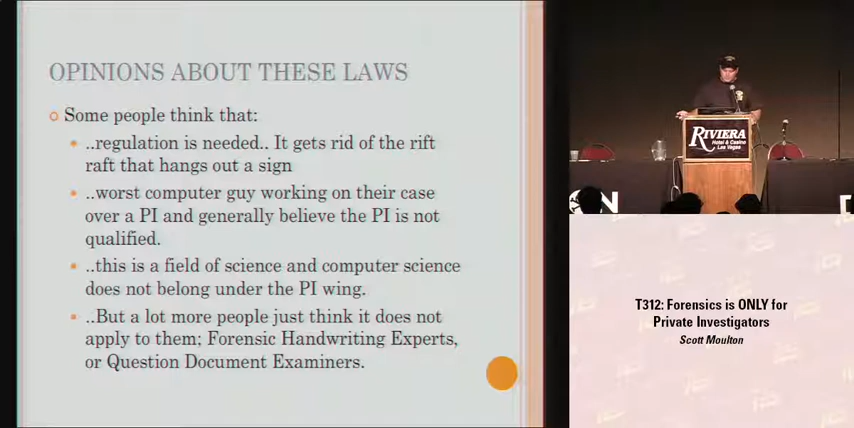 OPINIONS ABOUT THESE LAWS
Some people think that:
..regulation is needed.. It gets rid of the rift
raft that hangs out a sign
..worst computer guy working on their case
over a PI and generally believe the PI is not
qualified.
..this is a field of science and computer science
does not belong under the PI wing.
..But a lot more people just think it does not
apply to them; Forensic Handwriting Experts,
or Question Document Examiners.
RIVIERA
Hotel & Casino
Las Vegas
T312: Forensics is ONLY for
Private Investigators
Scott Moulton